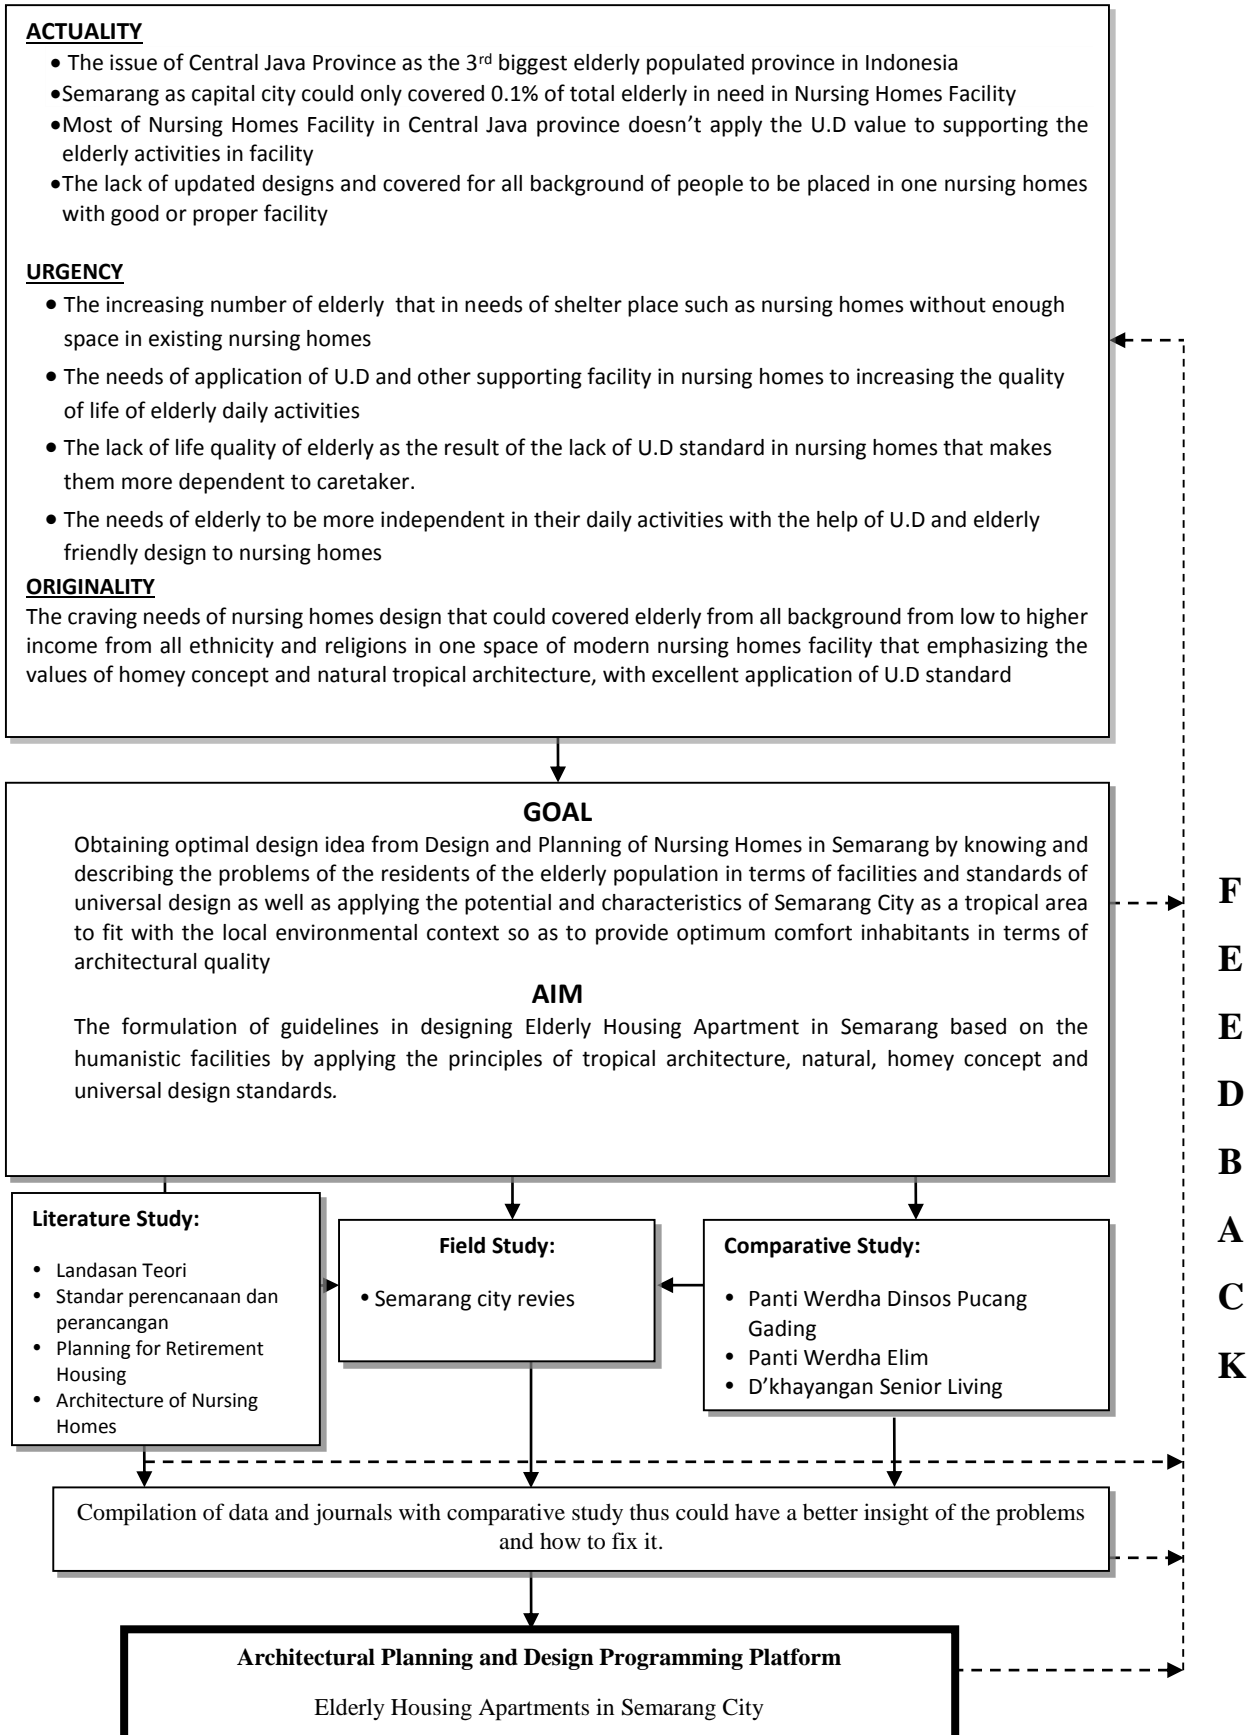 ACTUALITY
• The issue of Central Java Province as the 3rd biggest elderly populated province in Indonesia
•Semarang as capital city could only covered 0.1% of total elderly in need in Nursing Homes Facility
•Most of Nursing Homes Facility in Central Java province doesn't apply the U.D value to supporting the
elderly activities in facility
•The lack of updated designs and covered for all background of people to be placed in one nursing homes
with good or proper facility
URGENCY
• The increasing number of elderly that in needs of shelter place such as nursing homes without enough
space in existing nursing homes
• The needs of application of U.D and other supporting facility in nursing homes to increasing the quality
of life of elderly daily activities
• The lack of life quality of elderly as the result of the lack of U.D standard in nursing homes that makes
them more dependent to caretaker.
• The needs of elderly to be more independent in their daily activities with the help of U.D and elderly
friendly design to nursing homes
ORIGINALITY
The craving needs of nursing homes design that could covered elderly from all background from low to higher
income from all ethnicity and religions in one space of modern nursing homes facility that emphasizing the
values of homey concept and natural tropical architecture, with excellent application of U.D standard
GOAL
Obtaining optimal design idea from Design and Planning of Nursing Homes in Semarang by knowing and
describing the problems of the residents of the elderly population in terms of facilities and standards of
universal design as well as applying the potential and characteristics of Semarang City as a tropical area
to fit with the local environmental context so as to provide optimum comfort inhabitants in terms of
architectural quality
AIM
The formulation of guidelines in designing Elderly Housing Apartment in Semarang based on the
humanistic facilities by applying the principles of tropical architecture, natural, homey concept and
universal design standards.
F
E
E
D
B
A
C
K
Literature Study:
• Landasan Teori
• Standar perencanaan dan
perancangan
• Planning for Retirement
Housing
• Architecture of Nursing
Homes
Field Study:
• Semarang city revies
Comparative Study:
• Panti Werdha Dinsos Pucang
Gading
• Panti Werdha Elim
• D'khayangan Senior Living
Compilation of data and journals with comparative study thus could have a better insight of the problems
and how to fix it.
Architectural Planning and Design Programming Platform
Elderly Housing Apartments in Semarang City